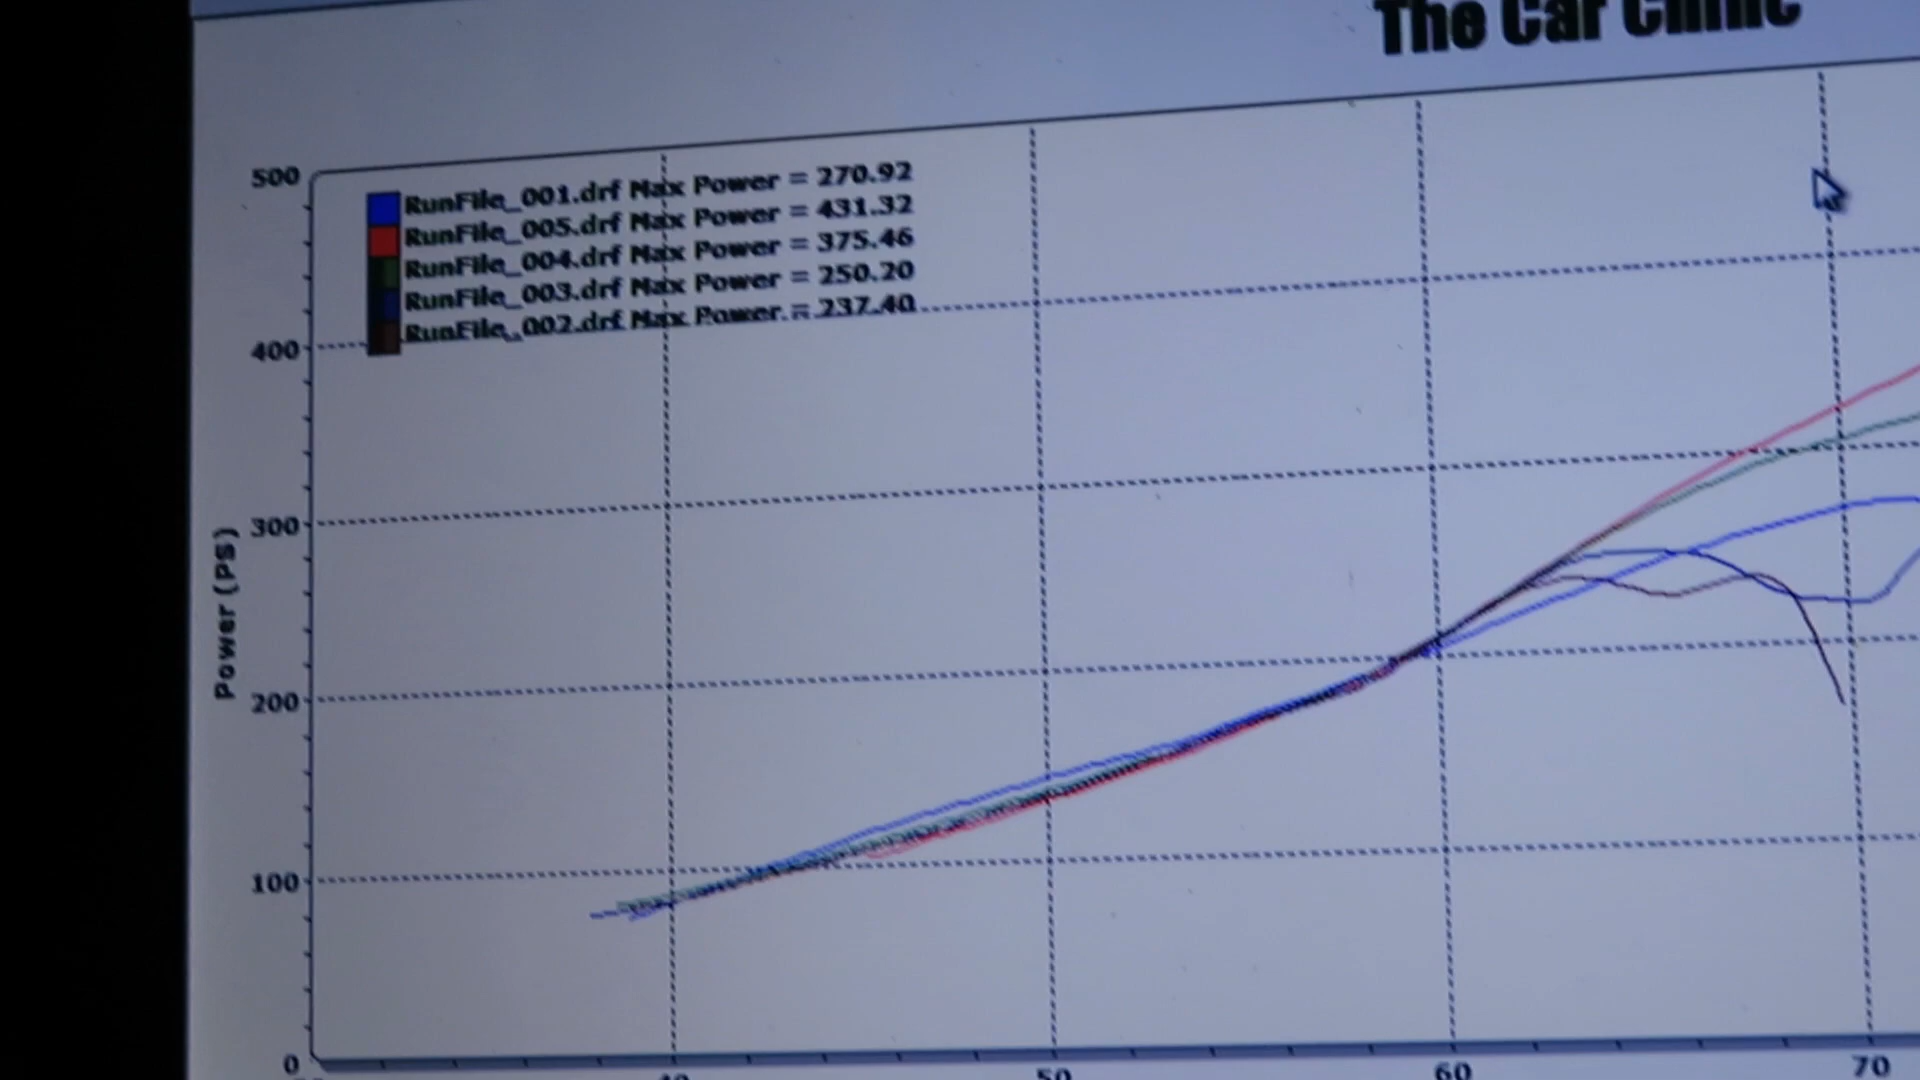 The Car Clinic
500
RunFile_001.drf Max Power = 270.92
RunFile_005.drf Max Power = 431.32
RunFile_004.drf Max Power = 375.46
RunFile_003.drf Max Power = 250.20
RunFile_002.drf Max Power = 237.40
400
300
Power (PS)
200
100
0
40
50
60
70